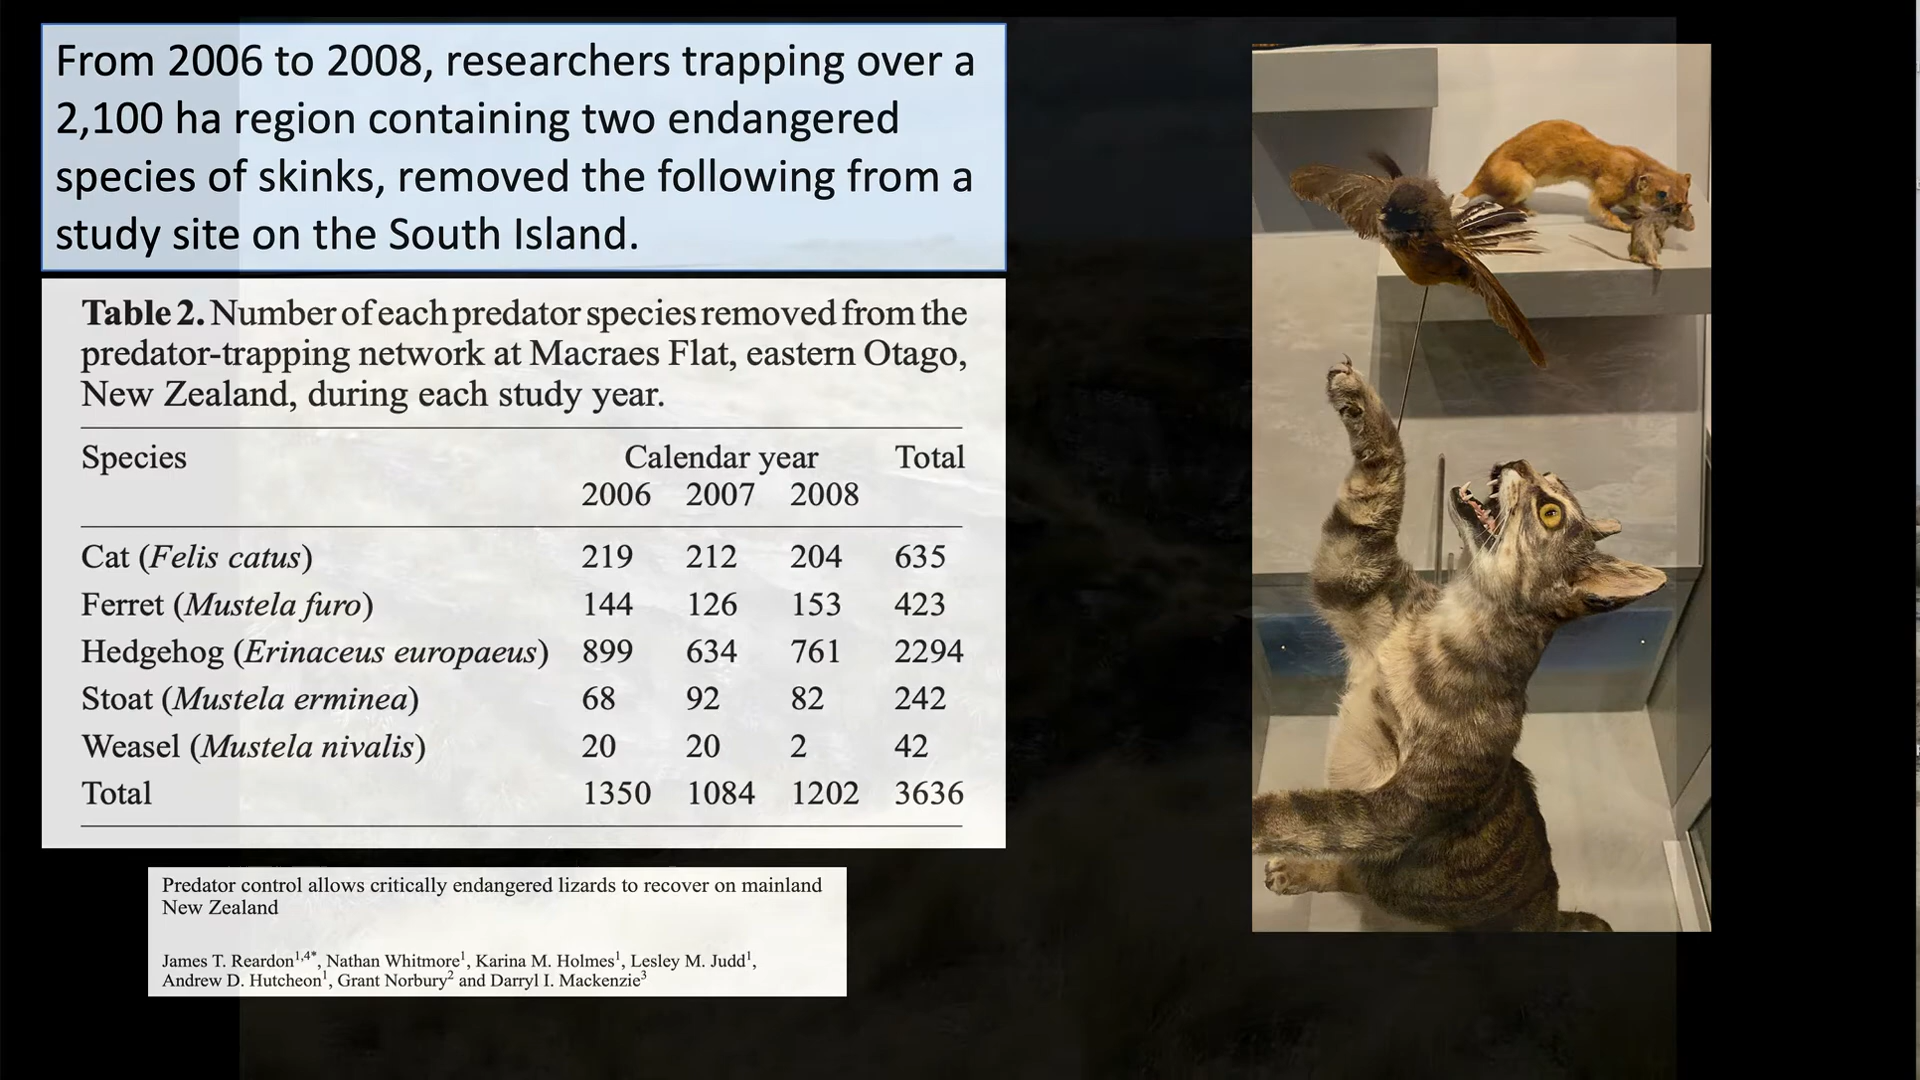 From 2006 to 2008, researchers trapping over a
2,100 ha region containing two endangered
species of skinks, removed the following from a
study site on the South Island.
Table 2. Number of each predator species removed from the
predator-trapping network at Macraes Flat, eastern Otago,
New Zealand, during each study year.
Species Calendar year Total
2006 2007 2008
Cat (Felis catus) 219 212 204 635
Ferret (Mustela furo) 144 126 153 423
Hedgehog (Erinaceus europaeus) 899 634 761 2294
Stoat (Mustela erminea) 68 92 82 242
Weasel (Mustela nivalis) 20 20 2 42
Total 1350 1084 1202 3636
Predator control allows critically endangered lizards to recover on mainland
New Zealand
James T. Reardon1,4*, Nathan Whitmore1, Karina M. Holmes1, Lesley M. Judd1,
Andrew D. Hutcheon1, Grant Norbury2 and Darryl I. Mackenzie3